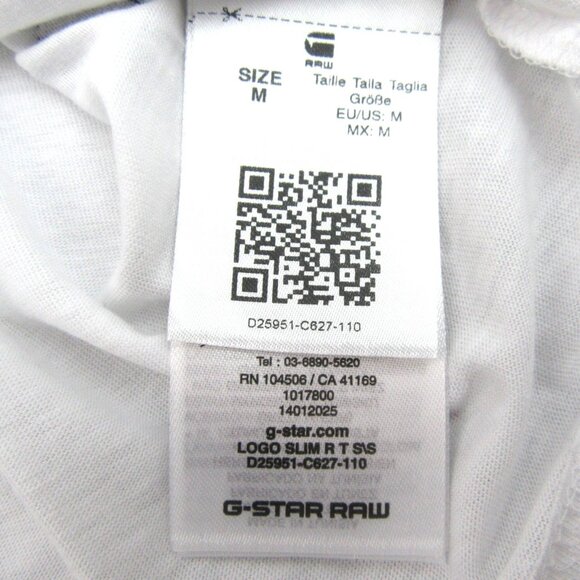 RAW
SIZE
M
Taille Talla Taglia
Größe
EU/US: M
MX: M
D25951-C627-110
Tel : 03-6890-5620
RN 104506 / CA 41169
1017800
14012025
g-star.com
LOGO SLIM R T S\S
D25951-C627-110
G-STAR RAW